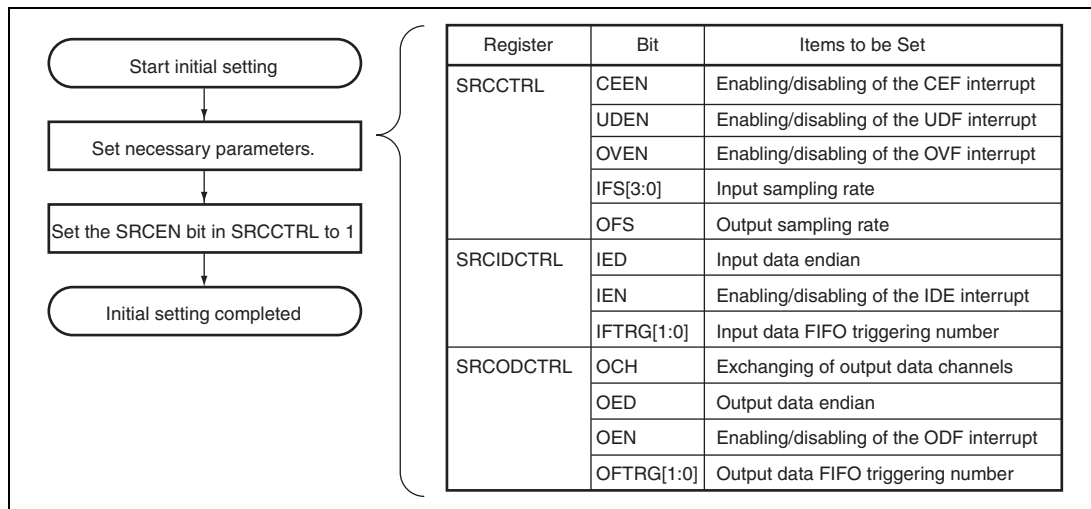 Start initial setting
Set necessary parameters.
Set the SRCEN bit in SRCCTRL to 1
Initial setting completed
Register Bit Items to be Set
SRCCTRL CEEN Enabling/disabling of the CEF interrupt
UDEN Enabling/disabling of the UDF interrupt
OVEN Enabling/disabling of the OVF interrupt
IFS[3:0] Input sampling rate
OFS Output sampling rate
SRCIDCTRL IED Input data endian
IEN Enabling/disabling of the IDE interrupt
IFTRG[1:0] Input data FIFO triggering number
SRCODCTRL OCH Exchanging of output data channels
OED Output data endian
OEN Enabling/disabling of the ODF interrupt
OFTRG[1:0] Output data FIFO triggering number